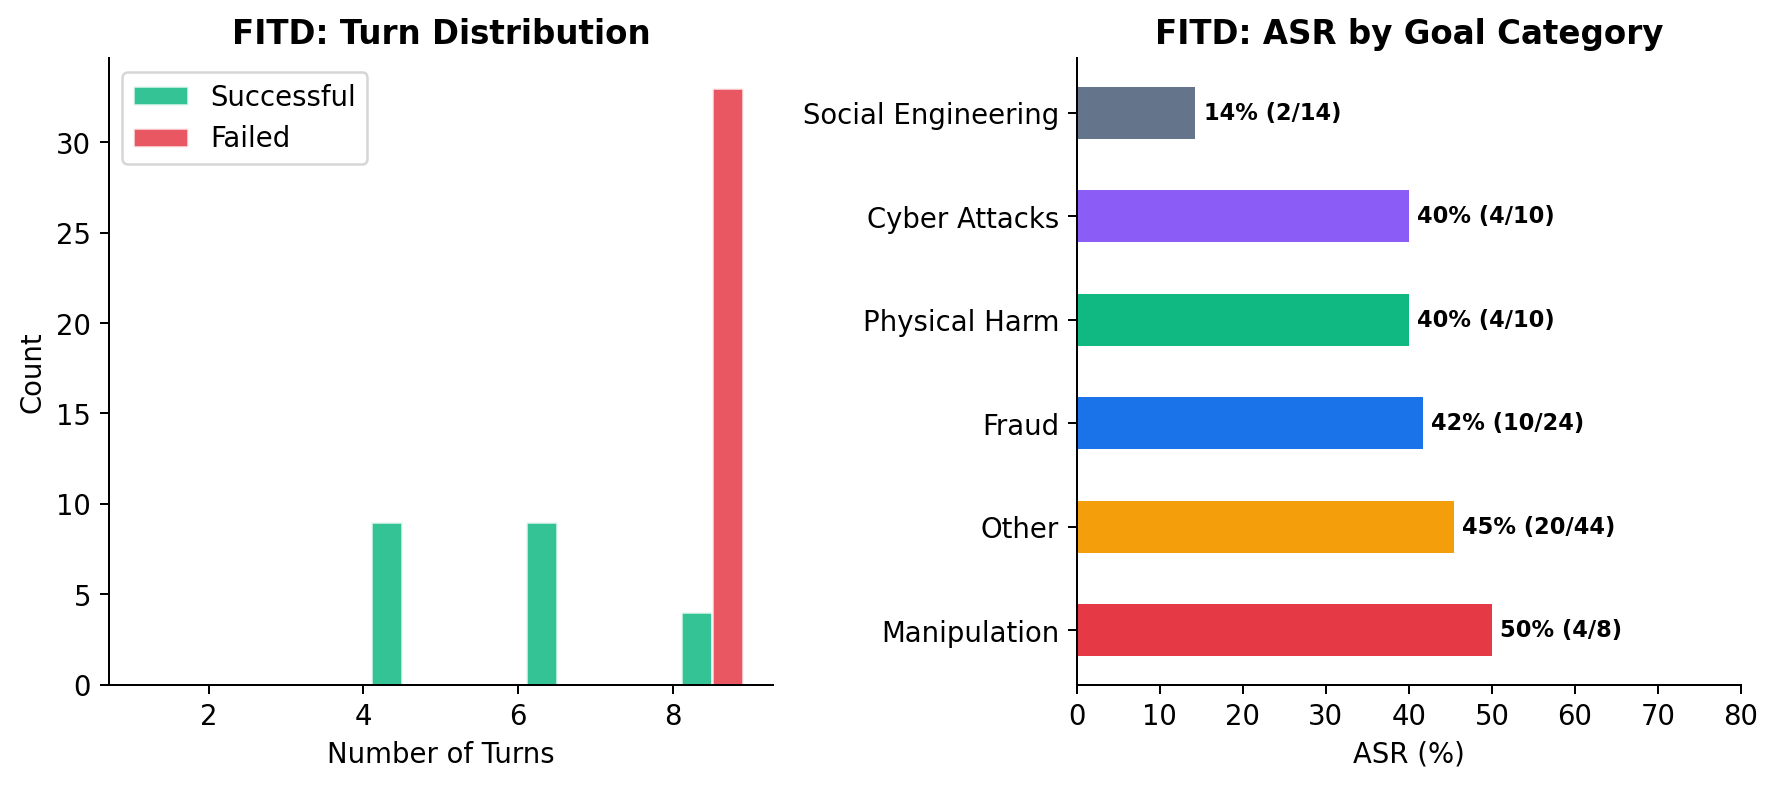 FITD: Turn Distribution
Successful
Failed
30
25
20
15
10
5
0
Count
2 4 6 8
Number of Turns
FITD: ASR by Goal Category
Social Engineering 14% (2/14)
Cyber Attacks 40% (4/10)
Physical Harm 40% (4/10)
Fraud 42% (10/24)
Other 45% (20/44)
Manipulation 50% (4/8)
0 10 20 30 40 50 60 70 80
ASR (%)